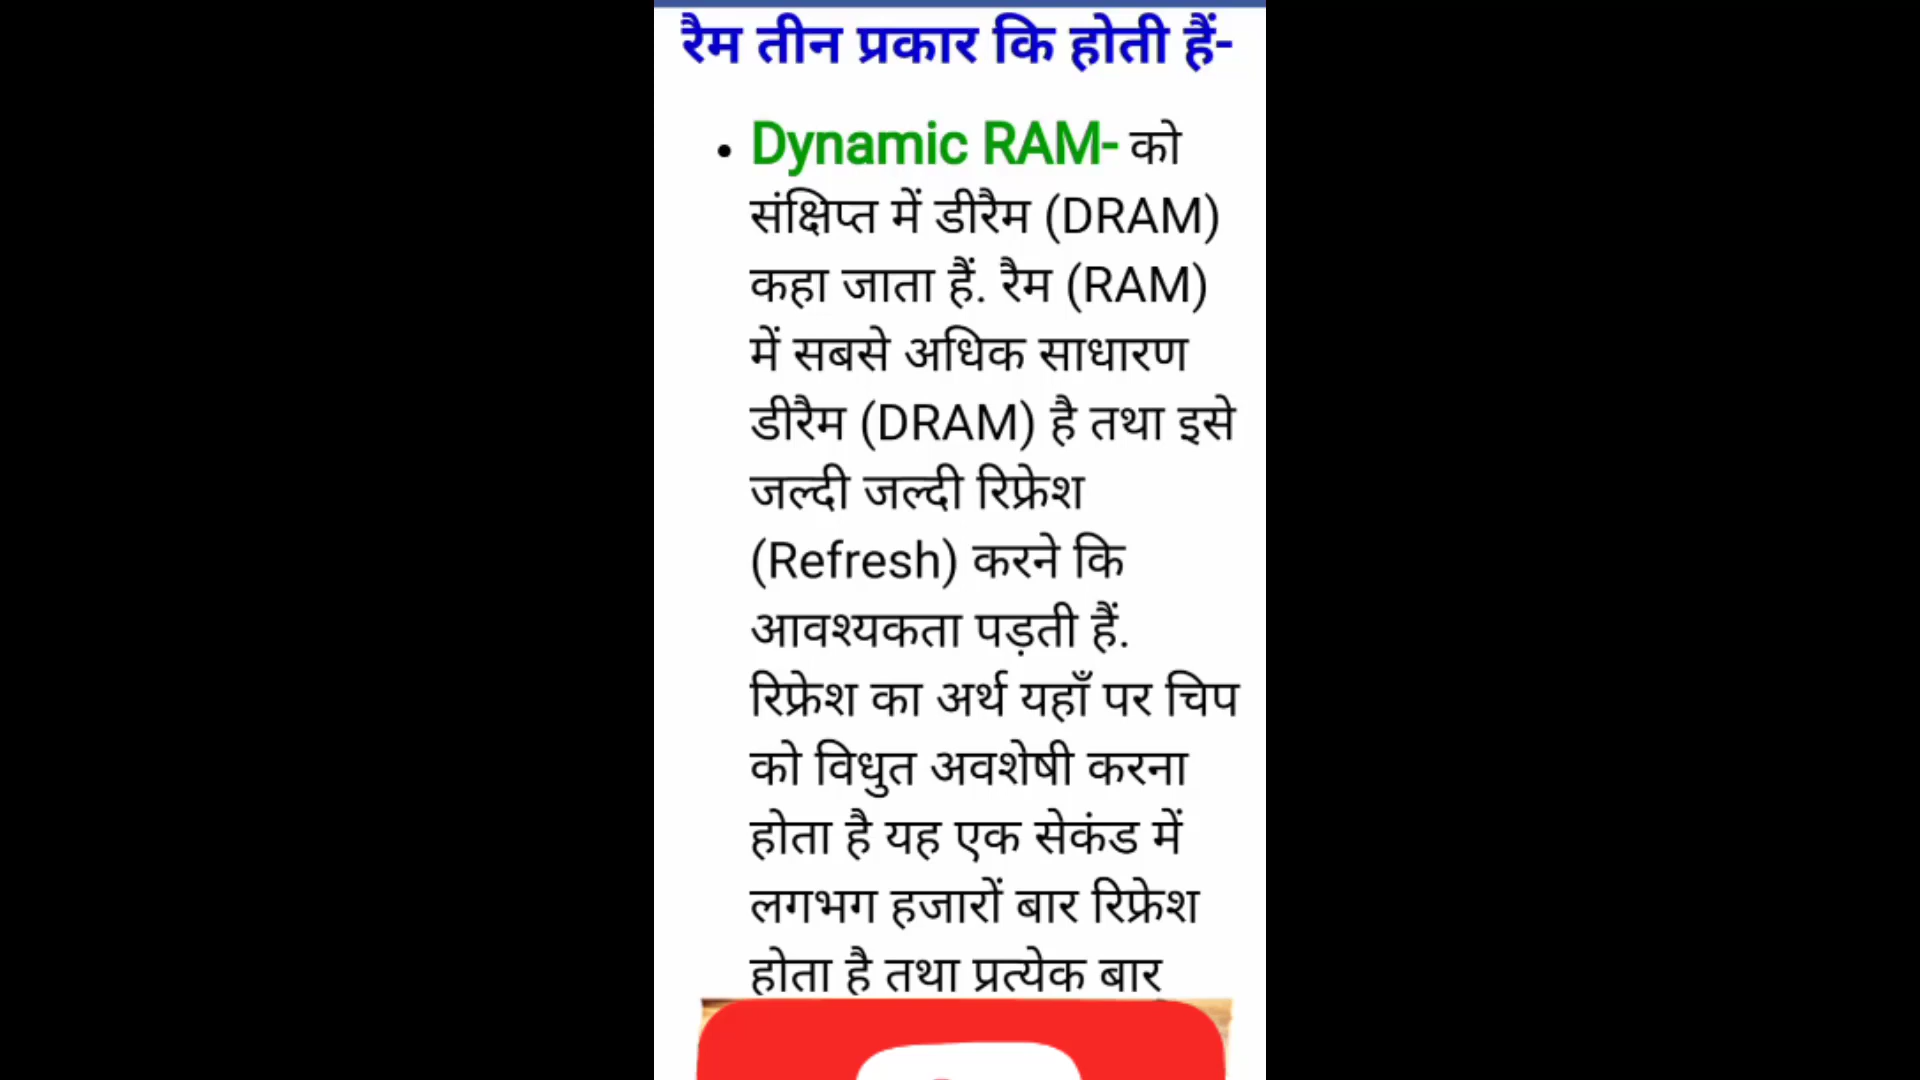 रैम तीन प्रकार कि होती हैं-
• Dynamic RAM- को
संक्षिप्त में डीरैम (DRAM)
कहा जाता हैं. रैम (RAM)
में सबसे अधिक साधारण
डीरैम (DRAM) है तथा इसे
जल्दी जल्दी रिफ्रेश
(Refresh) करने कि
आवश्यकता पड़ती हैं.
रिफ्रेश का अर्थ यहाँ पर चिप
को विधुत अवशेषी करना
होता है यह एक सेकंड में
लगभग हजारों बार रिफ्रेश
होता है तथा प्रत्येक बार